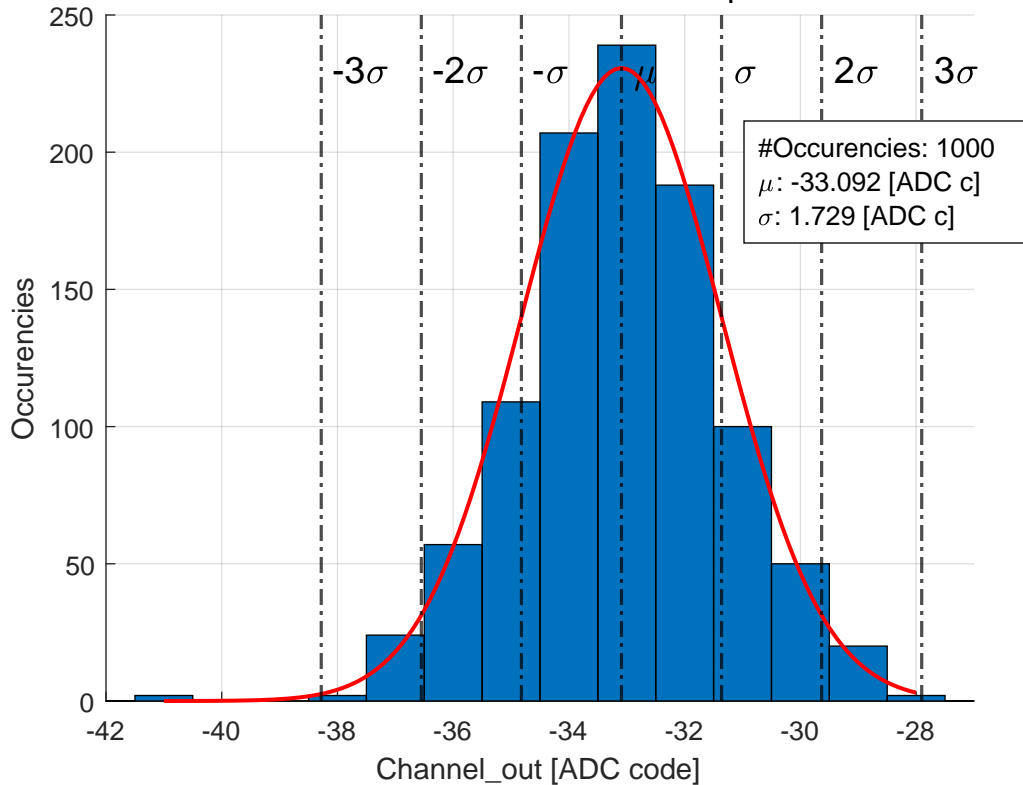 250
200
150
100
50
0
-3σ -2σ -σ μ σ 2σ 3σ
#Occurencies: 1000
μ: -33.092 [ADC c]
σ: 1.729 [ADC c]
Occurencies
-42 -40 -38 -36 -34 -32 -30 -28
Channel_out [ADC code]